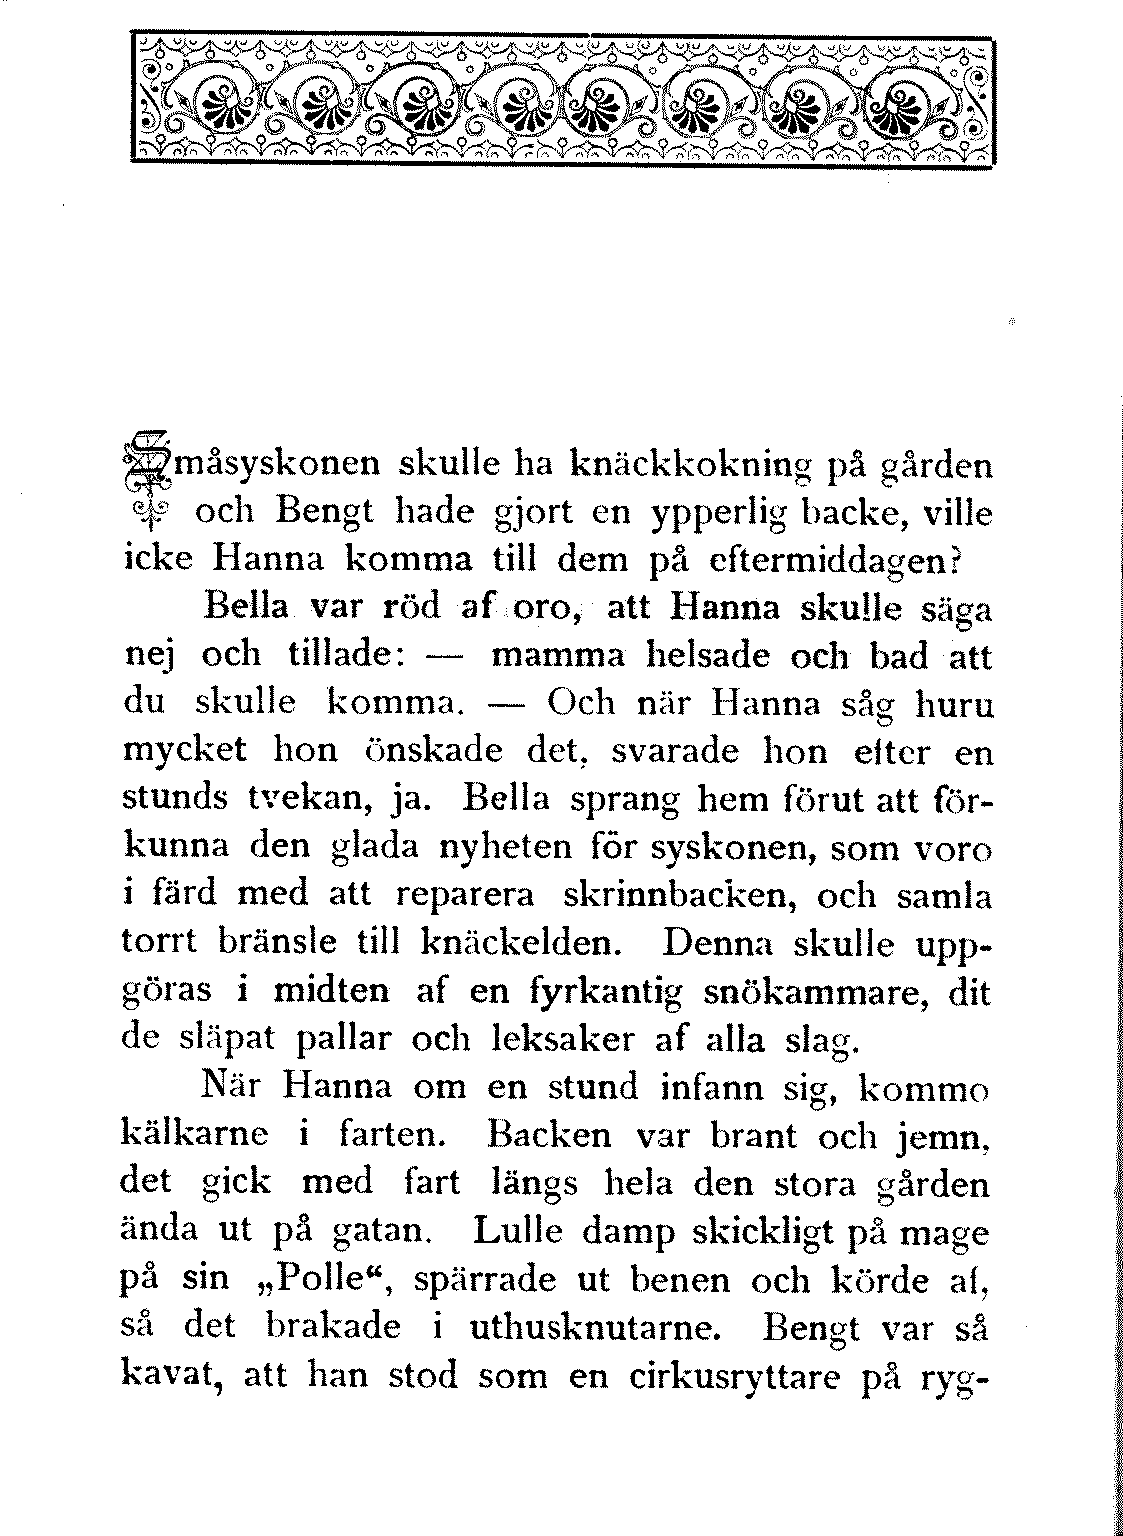 Småsyskonen skulle ha knäckkokning på gården
och Bengt hade gjort en ypperlig backe, ville
icke Hanna komma till dem på eftermiddagen?
Bella var röd af oro, att Hanna skulle säga
nej och tillade: — mamma helsade och bad att
du skulle komma. — Och när Hanna såg huru
mycket hon önskade det, svarade hon efter en
stunds tvekan, ja. Bella sprang hem förut att för-
kunna den glada nyheten för syskonen, som voro
i färd med att reparera skrinnbacken, och samla
torrt bränsle till knäckelden. Denna skulle upp-
göras i midten af en fyrkantig snökammare, dit
de släpat pallar och leksaker af alla slag.
När Hanna om en stund infann sig, kommo
kälkarne i farten. Backen var brant och jemn,
det gick med fart längs hela den stora gården
ända ut på gatan. Lulle damp skickligt på mage
på sin „Polle“, spärrade ut benen och körde af,
så det brakade i uthusknutarne. Bengt var så
kavat, att han stod som en cirkusryttare på ryg-